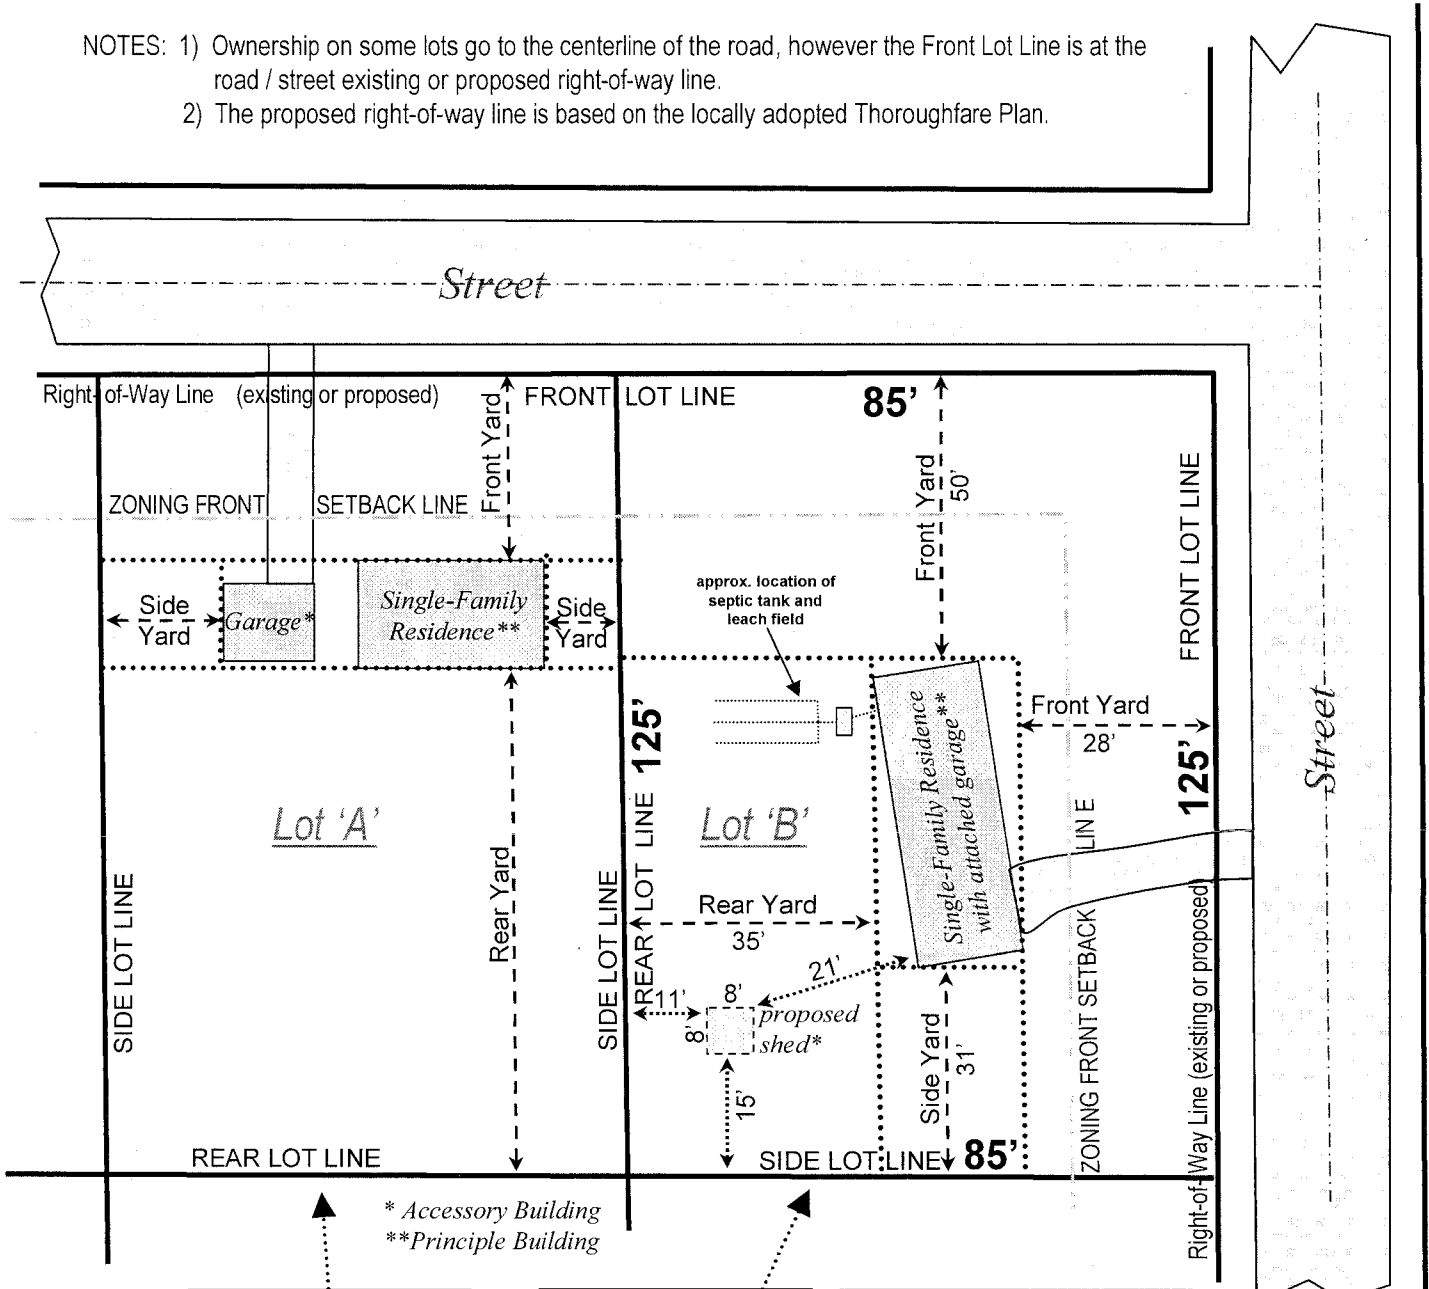 NOTES: 1) Ownership on some lots go to the centerline of the road, however the Front Lot Line is at the
road / street existing or proposed right-of-way line.
2) The proposed right-of-way line is based on the locally adopted Thoroughfare Plan.
Street
Right-of-Way Line (existing or proposed)
FRONT LOT LINE
85'
Front Yard
Front Yard
50'
FRONT LOT LINE
ZONING FRONT SETBACK LINE
approx. location of
septic tank and
leach field
Side
Yard
Garage*
Single-Family
Residence**
Side
Yard
Single-Family Residence
with attached garage**
Front Yard
28'
125'
125'
Street
Lot 'A'
Lot 'B'
Rear Yard
Rear Yard
35'
SIDE LOT LINE
SIDE LOT LINE
REAR LOT LINE
21'
11'
8'
8'
proposed
shed*
15'
Side Yard
31'
ZONING FRONT SETBACK LINE
Right-of-Way Line (existing or proposed)
REAR LOT LINE
SIDE LOT LINE
85'
* Accessory Building
**Principle Building